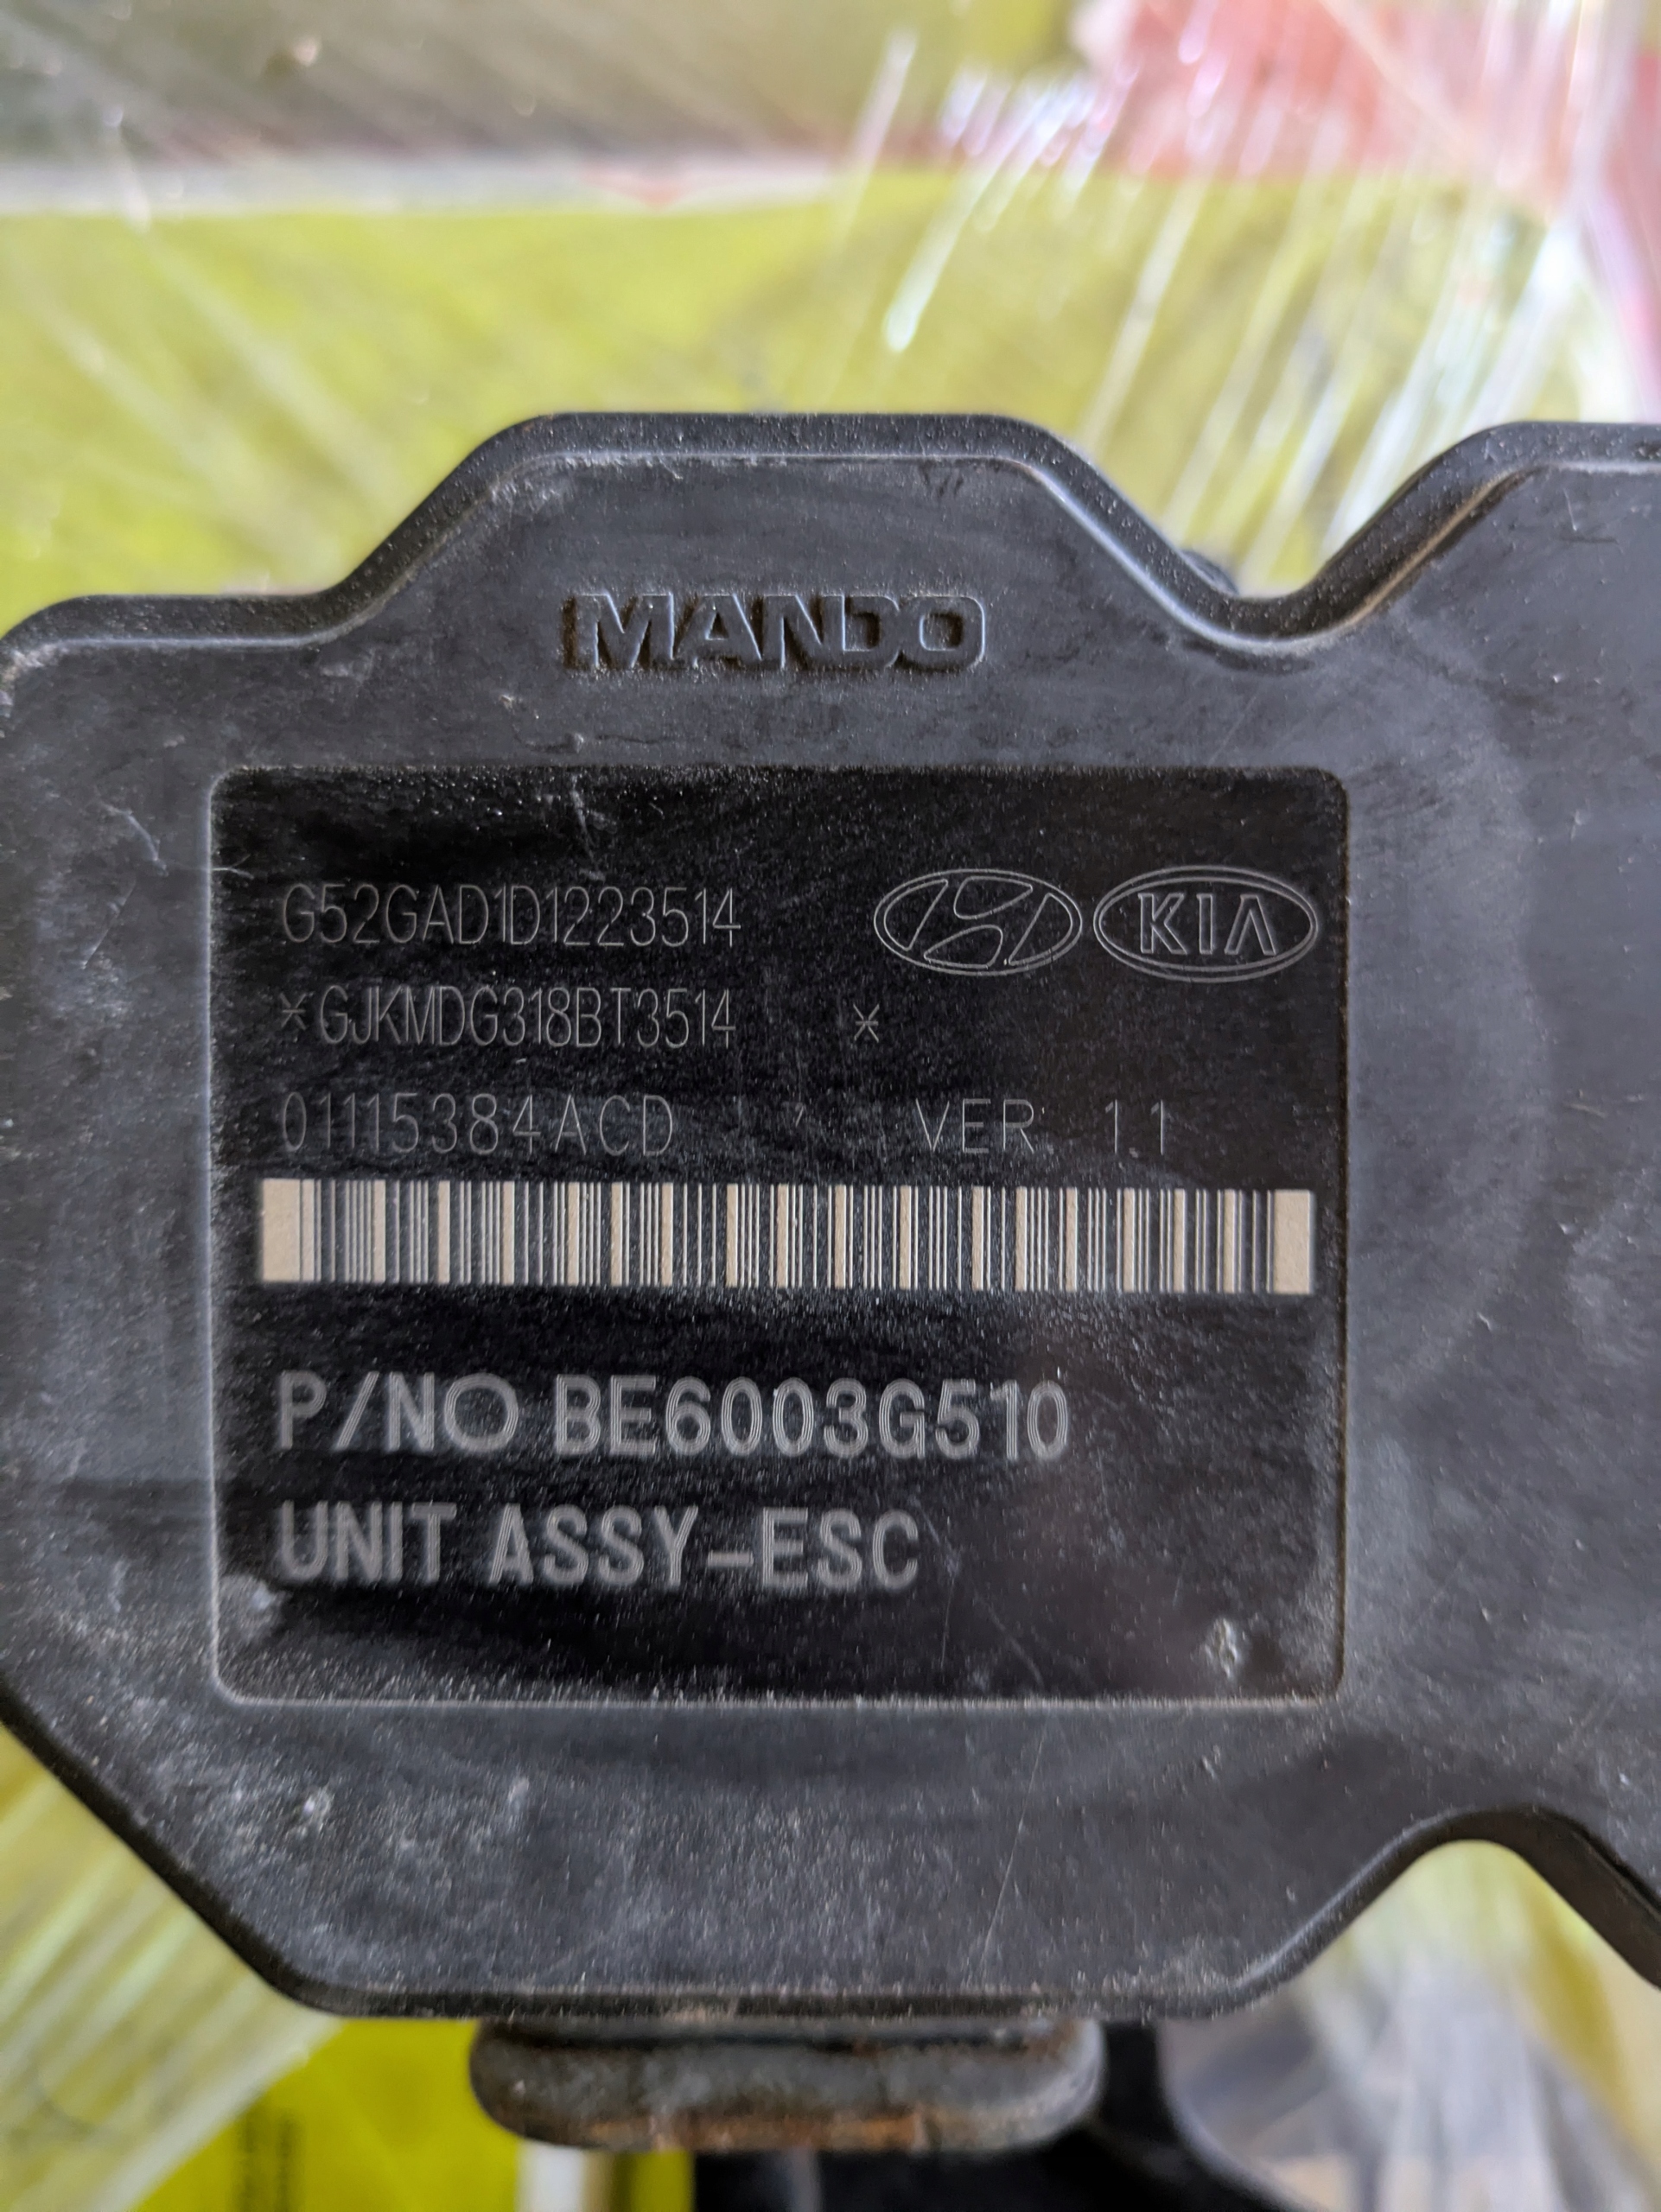 MANDO
G52GAD1D1223514
KIA
*GJKMDG318BT3514 *
01115384ACD VER. 1.1
P/NO BE6003G510
UNIT ASSY-ESC